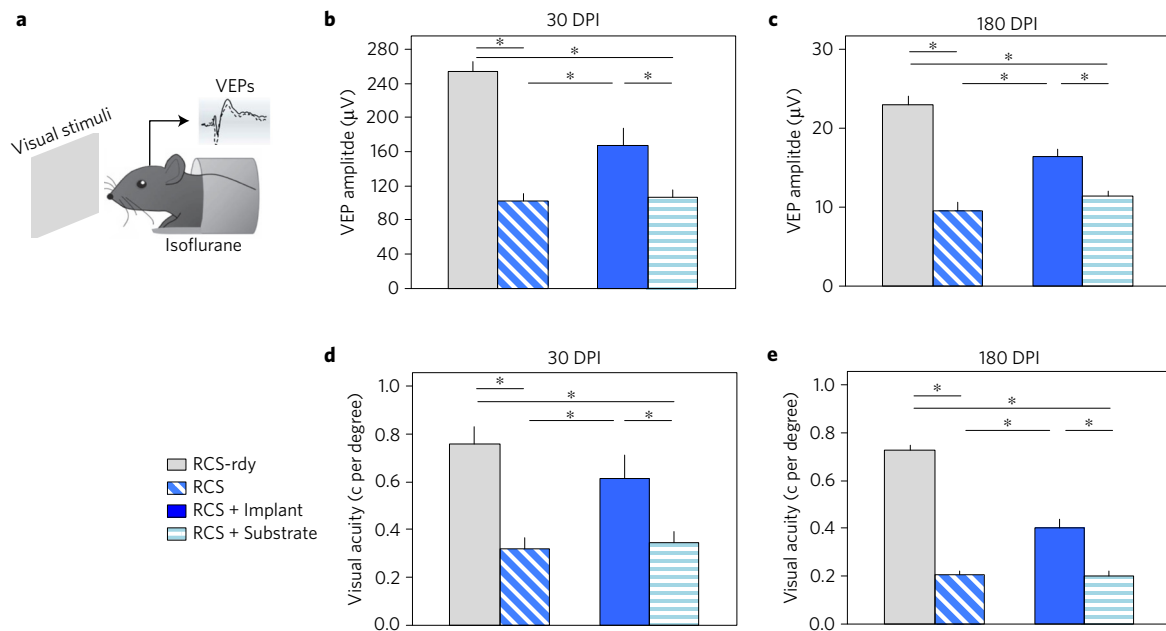 a
Visual stimuli
VEPs
Isoflurane
b
30 DPI
VEP amplitde (μV)
280
240
200
160
120
80
40
0
*
*
*
*
c
180 DPI
VEP amplitude (μV)
30
20
10
0
*
*
*
*
d
30 DPI
Visual acuity (c per degree)
1.0
0.8
0.6
0.4
0.2
0.0
*
*
*
*
e
180 DPI
Visual acuity (c per degree)
1.0
0.8
0.6
0.4
0.2
0.0
*
*
*
*
RCS-rdy
RCS
RCS + Implant
RCS + Substrate